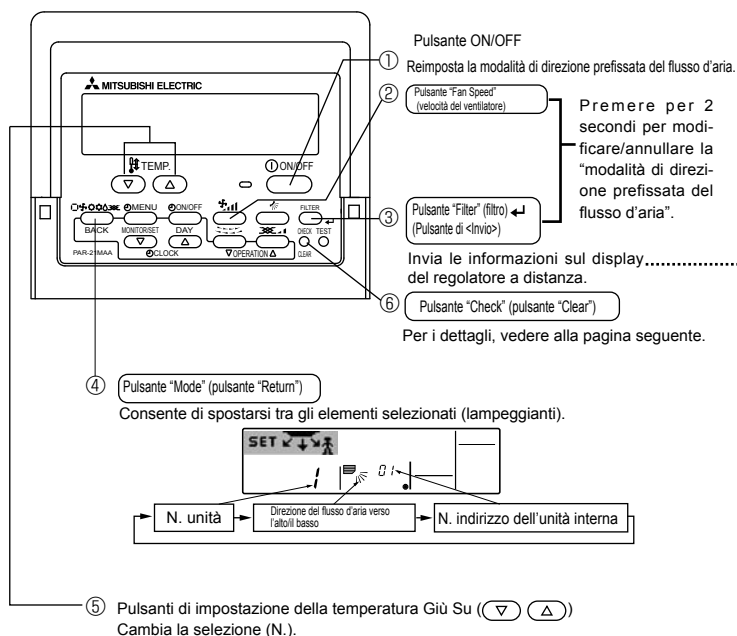 Pulsante ON/OFF
① Reimposta la modalità di direzione prefissata del flusso d'aria.
MITSUBISHI ELECTRIC
② Pulsante “Fan Speed”
(velocità del ventilatore)
Premere per 2
secondi per modi-
ficare/annullare la
“modalità di direzi-
one prefissata del
flusso d'aria”.
TEMP.
ON/OFF
MENU ON/OFF FILTER
BACK MONITOR/SET DAY CHECK TEST
PAR-21MAA CLOCK OPERATION CLEAR
③ Pulsante “Filter” (filtro)
(Pulsante di <Invio>)
Invia le informazioni sul display
del regolatore a distanza.
⑥ Pulsante “Check” (pulsante “Clear”)
Per i dettagli, vedere alla pagina seguente.
④ Pulsante “Mode” (pulsante “Return”)
Consente di spostarsi tra gli elementi selezionati (lampeggianti).
SET
1 01
N. unità
Direzione del flusso d'aria verso
l'alto/il basso
N. indirizzo dell'unità interna
⑤ Pulsanti di impostazione della temperatura Giù Su (▽ △)
Cambia la selezione (N.).